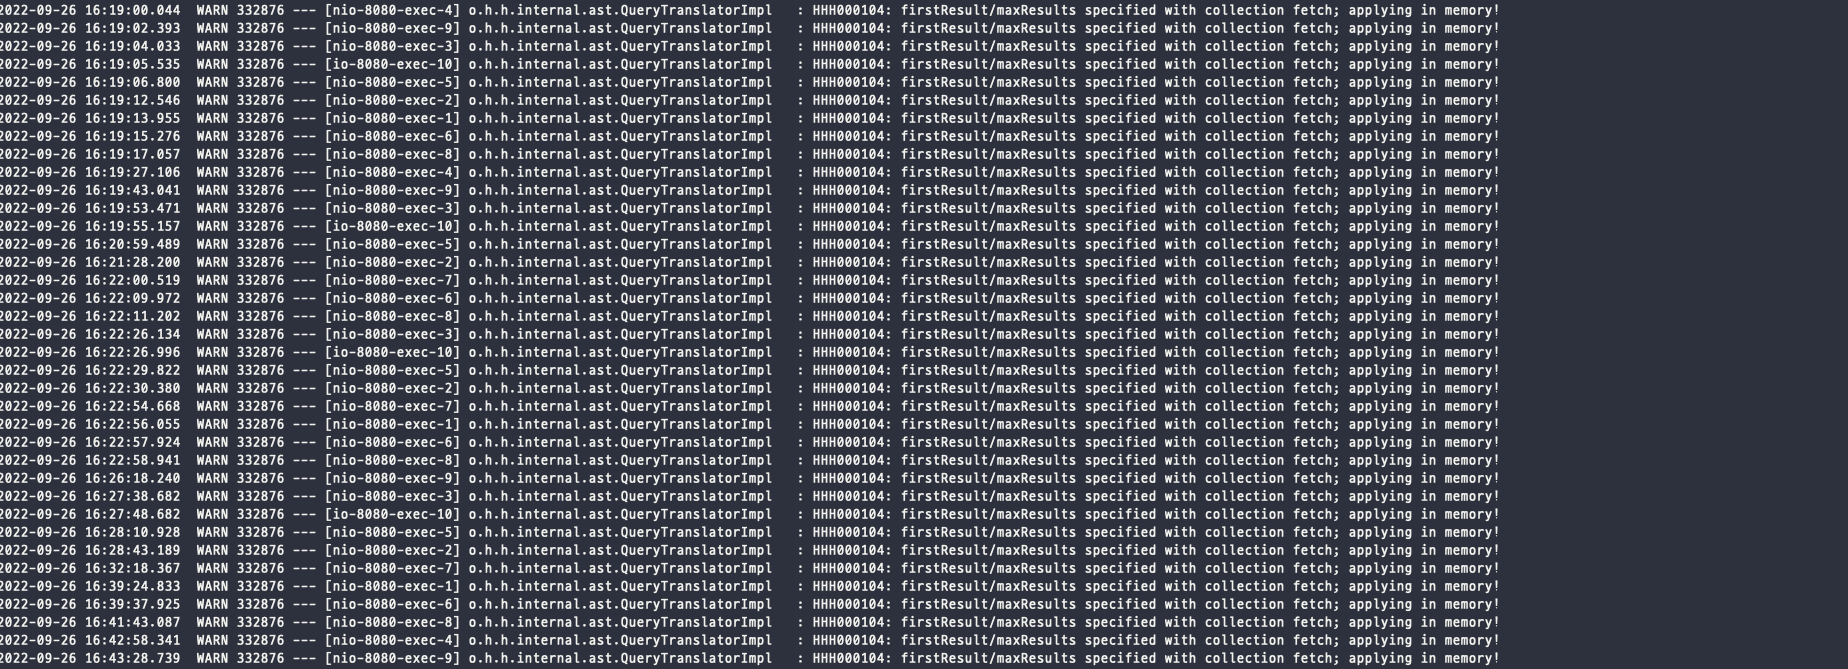 2022-09-26 16:19:00.044  WARN 332876 --- [nio-8080-exec-4] o.h.h.internal.ast.QueryTranslatorImpl   : HHH000104: firstResult/maxResults specified with collection fetch; applying in memory!
2022-09-26 16:19:02.393  WARN 332876 --- [nio-8080-exec-9] o.h.h.internal.ast.QueryTranslatorImpl   : HHH000104: firstResult/maxResults specified with collection fetch; applying in memory!
2022-09-26 16:19:04.033  WARN 332876 --- [nio-8080-exec-3] o.h.h.internal.ast.QueryTranslatorImpl   : HHH000104: firstResult/maxResults specified with collection fetch; applying in memory!
2022-09-26 16:19:05.535  WARN 332876 --- [io-8080-exec-10] o.h.h.internal.ast.QueryTranslatorImpl   : HHH000104: firstResult/maxResults specified with collection fetch; applying in memory!
2022-09-26 16:19:06.800  WARN 332876 --- [nio-8080-exec-5] o.h.h.internal.ast.QueryTranslatorImpl   : HHH000104: firstResult/maxResults specified with collection fetch; applying in memory!
2022-09-26 16:19:12.546  WARN 332876 --- [nio-8080-exec-2] o.h.h.internal.ast.QueryTranslatorImpl   : HHH000104: firstResult/maxResults specified with collection fetch; applying in memory!
2022-09-26 16:19:13.955  WARN 332876 --- [nio-8080-exec-1] o.h.h.internal.ast.QueryTranslatorImpl   : HHH000104: firstResult/maxResults specified with collection fetch; applying in memory!
2022-09-26 16:19:15.276  WARN 332876 --- [nio-8080-exec-6] o.h.h.internal.ast.QueryTranslatorImpl   : HHH000104: firstResult/maxResults specified with collection fetch; applying in memory!
2022-09-26 16:19:17.057  WARN 332876 --- [nio-8080-exec-8] o.h.h.internal.ast.QueryTranslatorImpl   : HHH000104: firstResult/maxResults specified with collection fetch; applying in memory!
2022-09-26 16:19:27.106  WARN 332876 --- [nio-8080-exec-4] o.h.h.internal.ast.QueryTranslatorImpl   : HHH000104: firstResult/maxResults specified with collection fetch; applying in memory!
2022-09-26 16:19:43.041  WARN 332876 --- [nio-8080-exec-9] o.h.h.internal.ast.QueryTranslatorImpl   : HHH000104: firstResult/maxResults specified with collection fetch; applying in memory!
2022-09-26 16:19:53.471  WARN 332876 --- [nio-8080-exec-3] o.h.h.internal.ast.QueryTranslatorImpl   : HHH000104: firstResult/maxResults specified with collection fetch; applying in memory!
2022-09-26 16:19:55.157  WARN 332876 --- [io-8080-exec-10] o.h.h.internal.ast.QueryTranslatorImpl   : HHH000104: firstResult/maxResults specified with collection fetch; applying in memory!
2022-09-26 16:20:59.489  WARN 332876 --- [nio-8080-exec-5] o.h.h.internal.ast.QueryTranslatorImpl   : HHH000104: firstResult/maxResults specified with collection fetch; applying in memory!
2022-09-26 16:21:28.200  WARN 332876 --- [nio-8080-exec-2] o.h.h.internal.ast.QueryTranslatorImpl   : HHH000104: firstResult/maxResults specified with collection fetch; applying in memory!
2022-09-26 16:22:00.519  WARN 332876 --- [nio-8080-exec-7] o.h.h.internal.ast.QueryTranslatorImpl   : HHH000104: firstResult/maxResults specified with collection fetch; applying in memory!
2022-09-26 16:22:09.972  WARN 332876 --- [nio-8080-exec-6] o.h.h.internal.ast.QueryTranslatorImpl   : HHH000104: firstResult/maxResults specified with collection fetch; applying in memory!
2022-09-26 16:22:11.202  WARN 332876 --- [nio-8080-exec-8] o.h.h.internal.ast.QueryTranslatorImpl   : HHH000104: firstResult/maxResults specified with collection fetch; applying in memory!
2022-09-26 16:22:26.134  WARN 332876 --- [nio-8080-exec-3] o.h.h.internal.ast.QueryTranslatorImpl   : HHH000104: firstResult/maxResults specified with collection fetch; applying in memory!
2022-09-26 16:22:26.996  WARN 332876 --- [io-8080-exec-10] o.h.h.internal.ast.QueryTranslatorImpl   : HHH000104: firstResult/maxResults specified with collection fetch; applying in memory!
2022-09-26 16:22:29.822  WARN 332876 --- [nio-8080-exec-5] o.h.h.internal.ast.QueryTranslatorImpl   : HHH000104: firstResult/maxResults specified with collection fetch; applying in memory!
2022-09-26 16:22:30.380  WARN 332876 --- [nio-8080-exec-2] o.h.h.internal.ast.QueryTranslatorImpl   : HHH000104: firstResult/maxResults specified with collection fetch; applying in memory!
2022-09-26 16:22:54.668  WARN 332876 --- [nio-8080-exec-7] o.h.h.internal.ast.QueryTranslatorImpl   : HHH000104: firstResult/maxResults specified with collection fetch; applying in memory!
2022-09-26 16:22:56.055  WARN 332876 --- [nio-8080-exec-1] o.h.h.internal.ast.QueryTranslatorImpl   : HHH000104: firstResult/maxResults specified with collection fetch; applying in memory!
2022-09-26 16:22:57.924  WARN 332876 --- [nio-8080-exec-6] o.h.h.internal.ast.QueryTranslatorImpl   : HHH000104: firstResult/maxResults specified with collection fetch; applying in memory!
2022-09-26 16:22:58.941  WARN 332876 --- [nio-8080-exec-8] o.h.h.internal.ast.QueryTranslatorImpl   : HHH000104: firstResult/maxResults specified with collection fetch; applying in memory!
2022-09-26 16:26:18.240  WARN 332876 --- [nio-8080-exec-9] o.h.h.internal.ast.QueryTranslatorImpl   : HHH000104: firstResult/maxResults specified with collection fetch; applying in memory!
2022-09-26 16:27:38.682  WARN 332876 --- [nio-8080-exec-3] o.h.h.internal.ast.QueryTranslatorImpl   : HHH000104: firstResult/maxResults specified with collection fetch; applying in memory!
2022-09-26 16:27:48.682  WARN 332876 --- [io-8080-exec-10] o.h.h.internal.ast.QueryTranslatorImpl   : HHH000104: firstResult/maxResults specified with collection fetch; applying in memory!
2022-09-26 16:28:10.928  WARN 332876 --- [nio-8080-exec-5] o.h.h.internal.ast.QueryTranslatorImpl   : HHH000104: firstResult/maxResults specified with collection fetch; applying in memory!
2022-09-26 16:28:43.189  WARN 332876 --- [nio-8080-exec-2] o.h.h.internal.ast.QueryTranslatorImpl   : HHH000104: firstResult/maxResults specified with collection fetch; applying in memory!
2022-09-26 16:32:18.367  WARN 332876 --- [nio-8080-exec-7] o.h.h.internal.ast.QueryTranslatorImpl   : HHH000104: firstResult/maxResults specified with collection fetch; applying in memory!
2022-09-26 16:39:24.833  WARN 332876 --- [nio-8080-exec-1] o.h.h.internal.ast.QueryTranslatorImpl   : HHH000104: firstResult/maxResults specified with collection fetch; applying in memory!
2022-09-26 16:39:37.925  WARN 332876 --- [nio-8080-exec-6] o.h.h.internal.ast.QueryTranslatorImpl   : HHH000104: firstResult/maxResults specified with collection fetch; applying in memory!
2022-09-26 16:41:43.087  WARN 332876 --- [nio-8080-exec-8] o.h.h.internal.ast.QueryTranslatorImpl   : HHH000104: firstResult/maxResults specified with collection fetch; applying in memory!
2022-09-26 16:42:58.341  WARN 332876 --- [nio-8080-exec-4] o.h.h.internal.ast.QueryTranslatorImpl   : HHH000104: firstResult/maxResults specified with collection fetch; applying in memory!
2022-09-26 16:43:28.739  WARN 332876 --- [nio-8080-exec-9] o.h.h.internal.ast.QueryTranslatorImpl   : HHH000104: firstResult/maxResults specified with collection fetch; applying in memory!